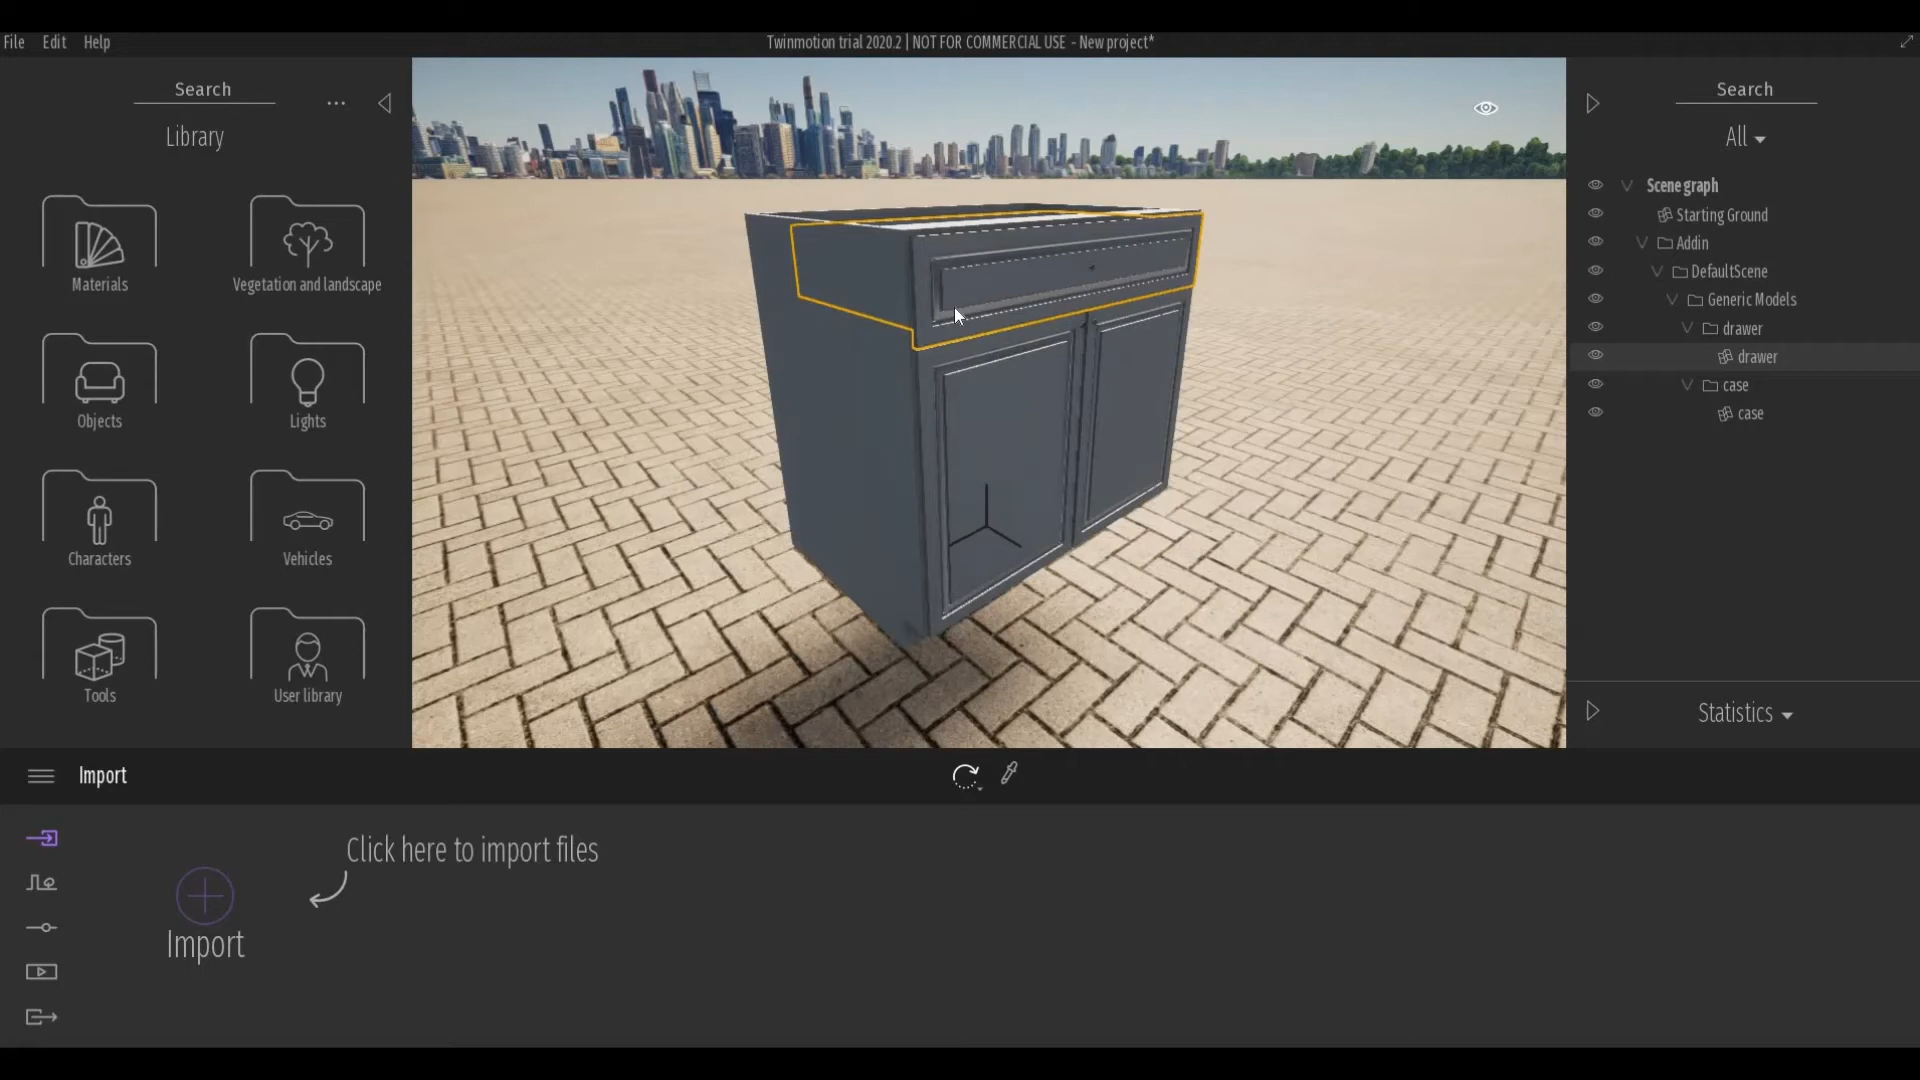 File Edit Help
Twinmotion trial 2020.2 | NOT FOR COMMERCIAL USE - New project*
Search
...
Library
Materials
Vegetation and landscape
Objects
Lights
Characters
Vehicles
Tools
User library
Search
All
Scene graph
Starting Ground
Addin
DefaultScene
Generic Models
drawer
drawer
case
case
Statistics
Import
Click here to import files
Import